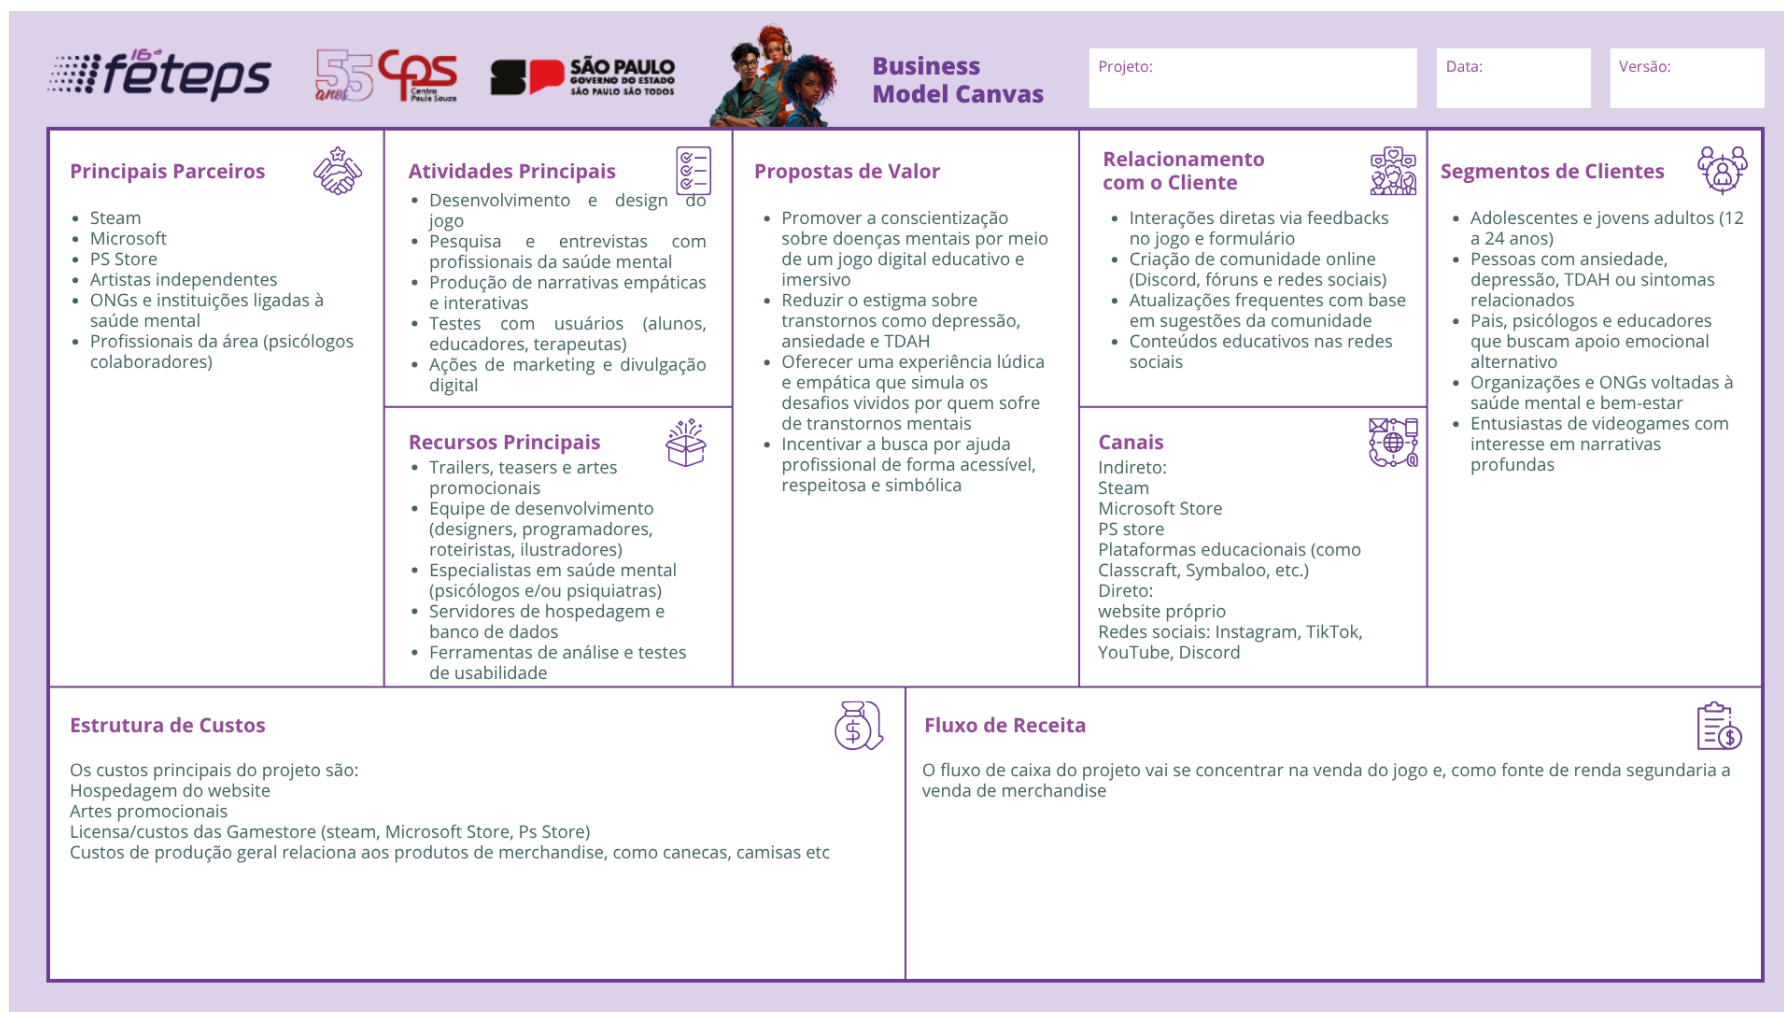 16ª
feteps
55
anos
CPS
Centro
Paula Souza
SP
SÃO PAULO
GOVERNO DO ESTADO
SÃO PAULO SÃO TODOS
Business
Model Canvas
Projeto:
Data:
Versão:
Principais Parceiros
• Steam
• Microsoft
• PS Store
• Artistas independentes
• ONGs e instituições ligadas à
saúde mental
• Profissionais da área (psicólogos
colaboradores)
Atividades Principais
• Desenvolvimento e design do
jogo
• Pesquisa e entrevistas com
profissionais da saúde mental
• Produção de narrativas empáticas
e interativas
• Testes com usuários (alunos,
educadores, terapeutas)
• Ações de marketing e divulgação
digital
Recursos Principais
• Trailers, teasers e artes
promocionais
• Equipe de desenvolvimento
(designers, programadores,
roteiristas, ilustradores)
• Especialistas em saúde mental
(psicólogos e/ou psiquiatras)
• Servidores de hospedagem e
banco de dados
• Ferramentas de análise e testes
de usabilidade
Propostas de Valor
• Promover a conscientização
sobre doenças mentais por meio
de um jogo digital educativo e
imersivo
• Reduzir o estigma sobre
transtornos como depressão,
ansiedade e TDAH
• Oferecer uma experiência lúdica
e empática que simula os
desafios vividos por quem sofre
de transtornos mentais
• Incentivar a busca por ajuda
profissional de forma acessível,
respeitosa e simbólica
Relacionamento
com o Cliente
• Interações diretas via feedbacks
no jogo e formulário
• Criação de comunidade online
(Discord, fóruns e redes sociais)
• Atualizações frequentes com base
em sugestões da comunidade
• Conteúdos educativos nas redes
sociais
Canais
Indireto:
Steam
Microsoft Store
PS store
Plataformas educacionais (como
Classcraft, Symbaloo, etc.)
Direto:
website próprio
Redes sociais: Instagram, TikTok,
YouTube, Discord
Segmentos de Clientes
• Adolescentes e jovens adultos (12
a 24 anos)
• Pessoas com ansiedade,
depressão, TDAH ou sintomas
relacionados
• Pais, psicólogos e educadores
que buscam apoio emocional
alternativo
• Organizações e ONGs voltadas à
saúde mental e bem-estar
• Entusiastas de videogames com
interesse em narrativas
profundas
Estrutura de Custos
Os custos principais do projeto são:
Hospedagem do website
Artes promocionais
Licensa/custos das Gamestore (steam, Microsoft Store, Ps Store)
Custos de produção geral relaciona aos produtos de merchandise, como canecas, camisas etc
Fluxo de Receita
O fluxo de caixa do projeto vai se concentrar na venda do jogo e, como fonte de renda segundaria a
venda de merchandise